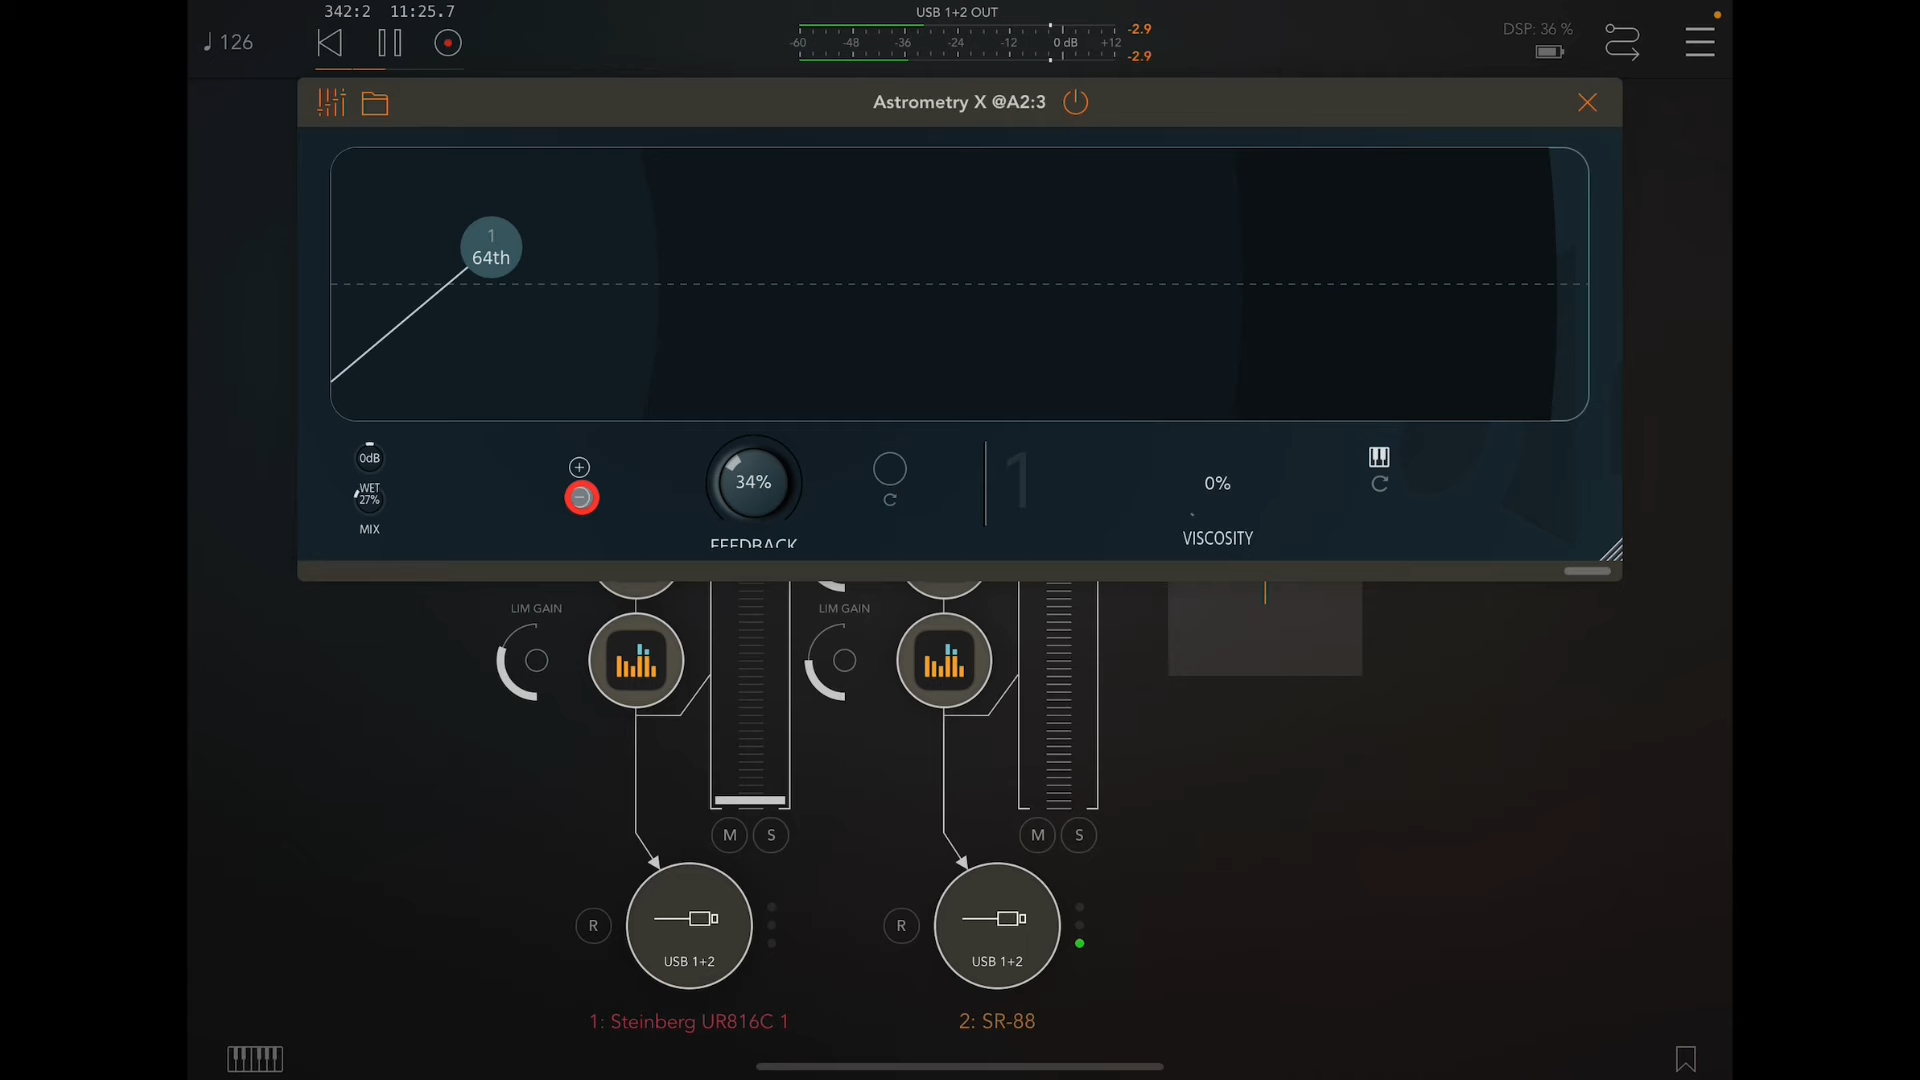 342:2 11:25.7
126
USB 1+2 OUT
-60 -48 -36 -24 -12 0 dB +12
-2.9
-2.9
DSP: 36 %
Astrometry X @A2:3
1
64th
0dB
WET
27%
MIX
34%
FEEDBACK
1
0%
VISCOSITY
LIM GAIN
LIM GAIN
M S
M S
R
R
USB 1+2
USB 1+2
1: Steinberg UR816C 1
2: SR-88